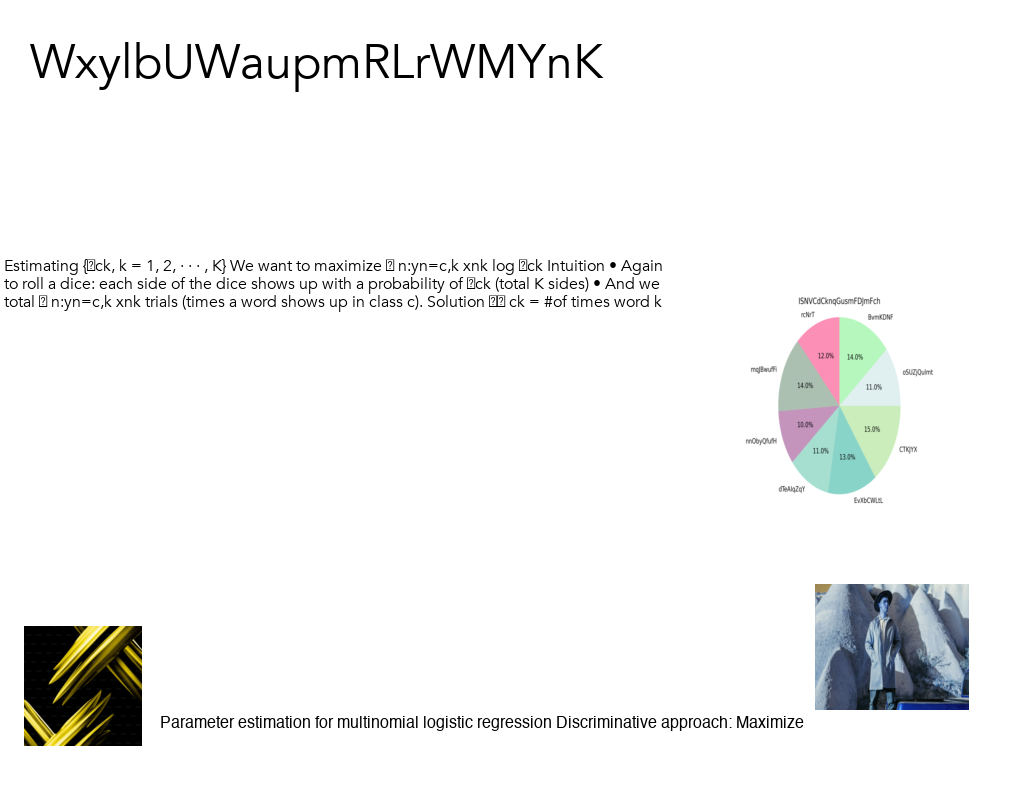 WxylbUWaupmRLrWMYnK
Estimating {ck, k = 1, 2, · · · , K} We want to maximize n:yn=c,k xnk log ck Intuition • Again
to roll a dice: each side of the dice shows up with a probability of ck (total K sides) • And we
total n:yn=c,k xnk trials (times a word shows up in class c). Solution ck = #of times word k
rcNrT
BvmKDNF
12.0%
14.0%
mqJBwuffFi
oSUZjQuImt
14.0%
11.0%
10.0%
15.0%
nnObyQfufH
CTKJYX
11.0%
13.0%
dTeAIqZqY
EvXbCWLtL
Parameter estimation for multinomial logistic regression Discriminative approach: Maximize